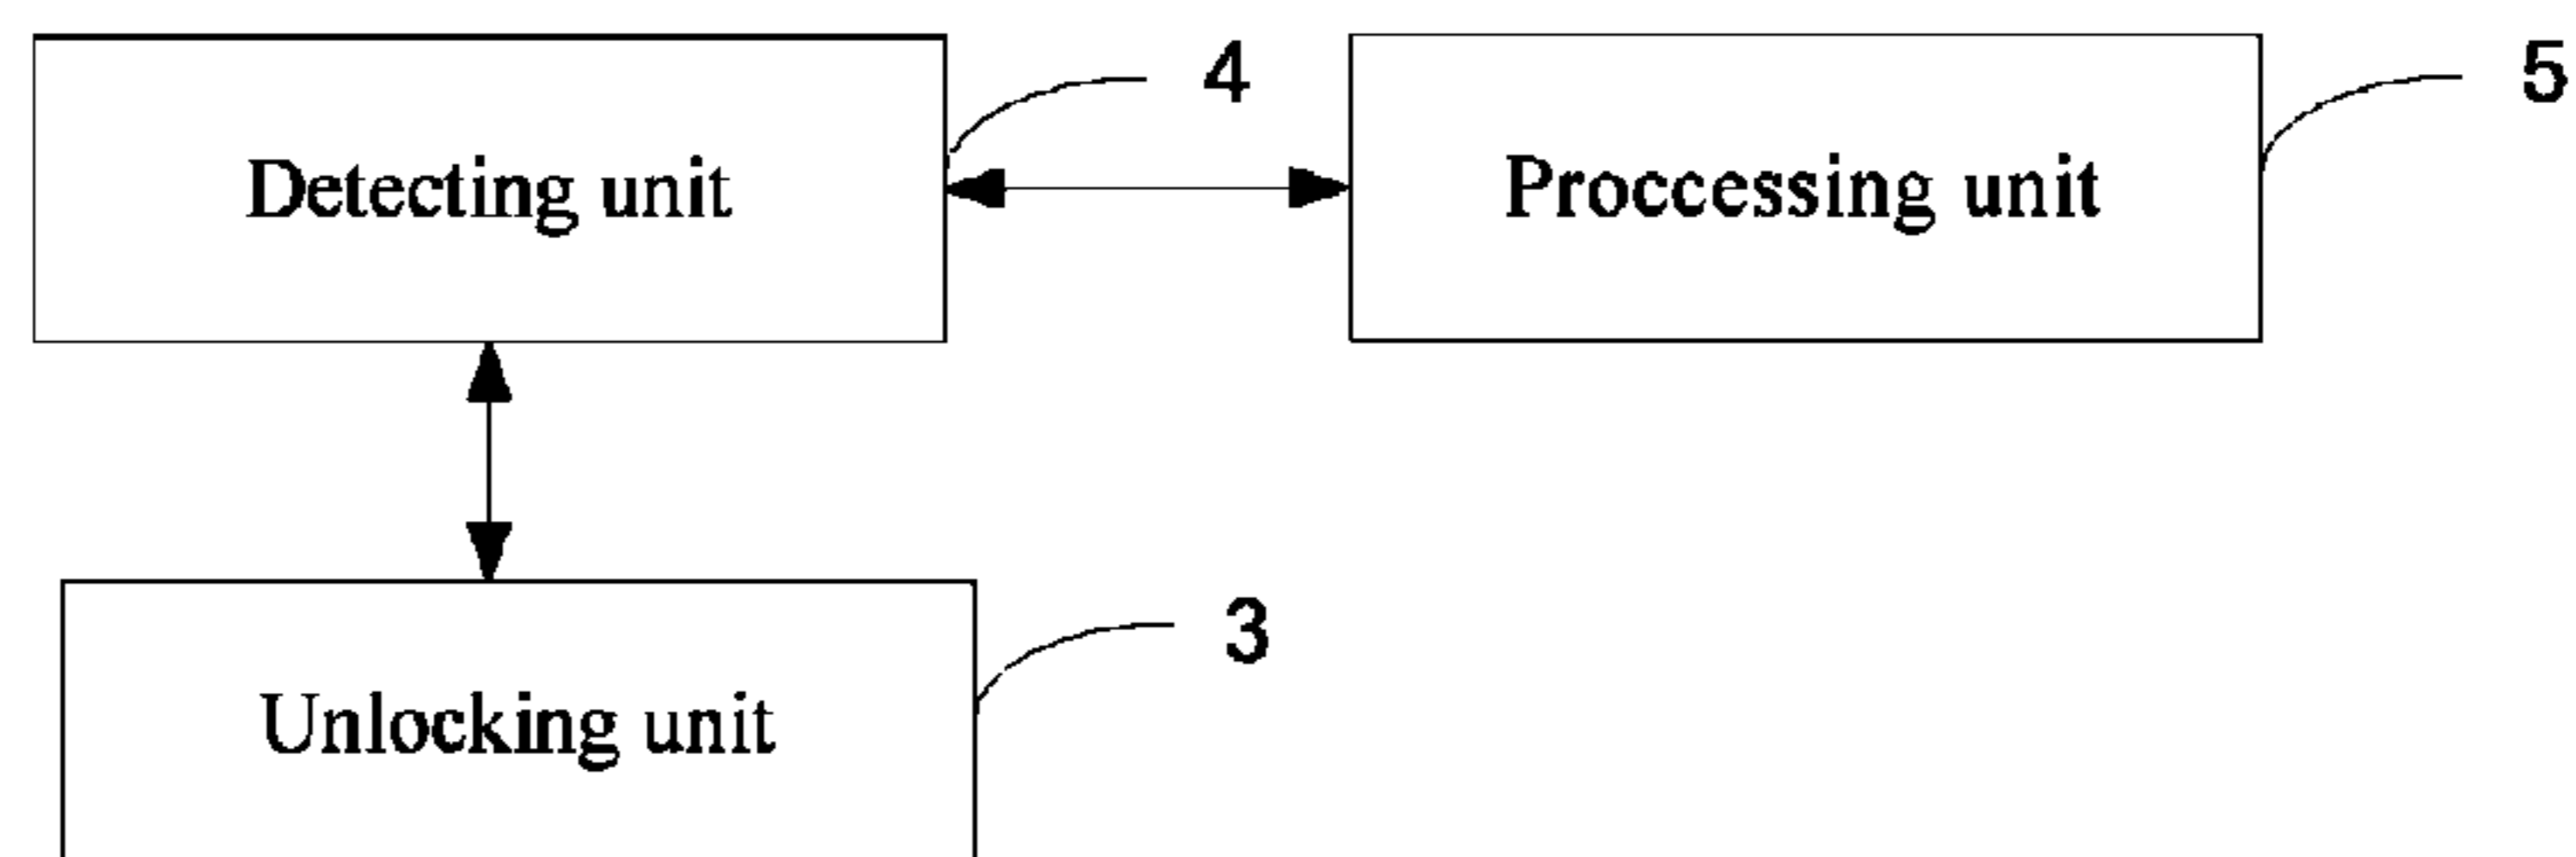 4
5
Detecting unit
Proccessing unit
3
Unlocking unit